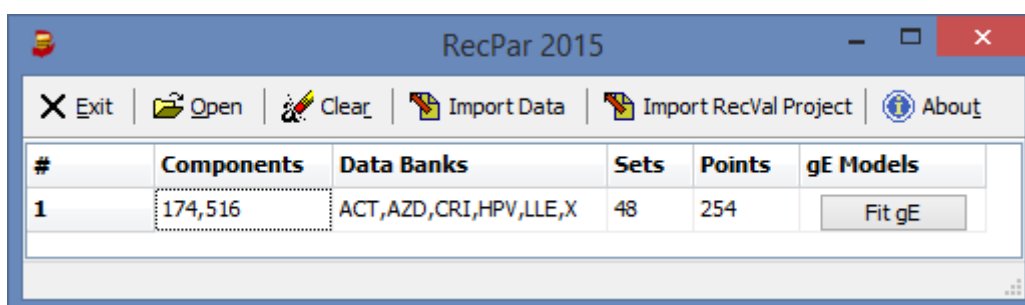 RecPar 2015
Exit Open Clear Import Data Import RecVal Project About
# Components Data Banks Sets Points gE Models
1 174,516 ACT,AZD,CRI,HPV,LLE,X 48 254 Fit gE